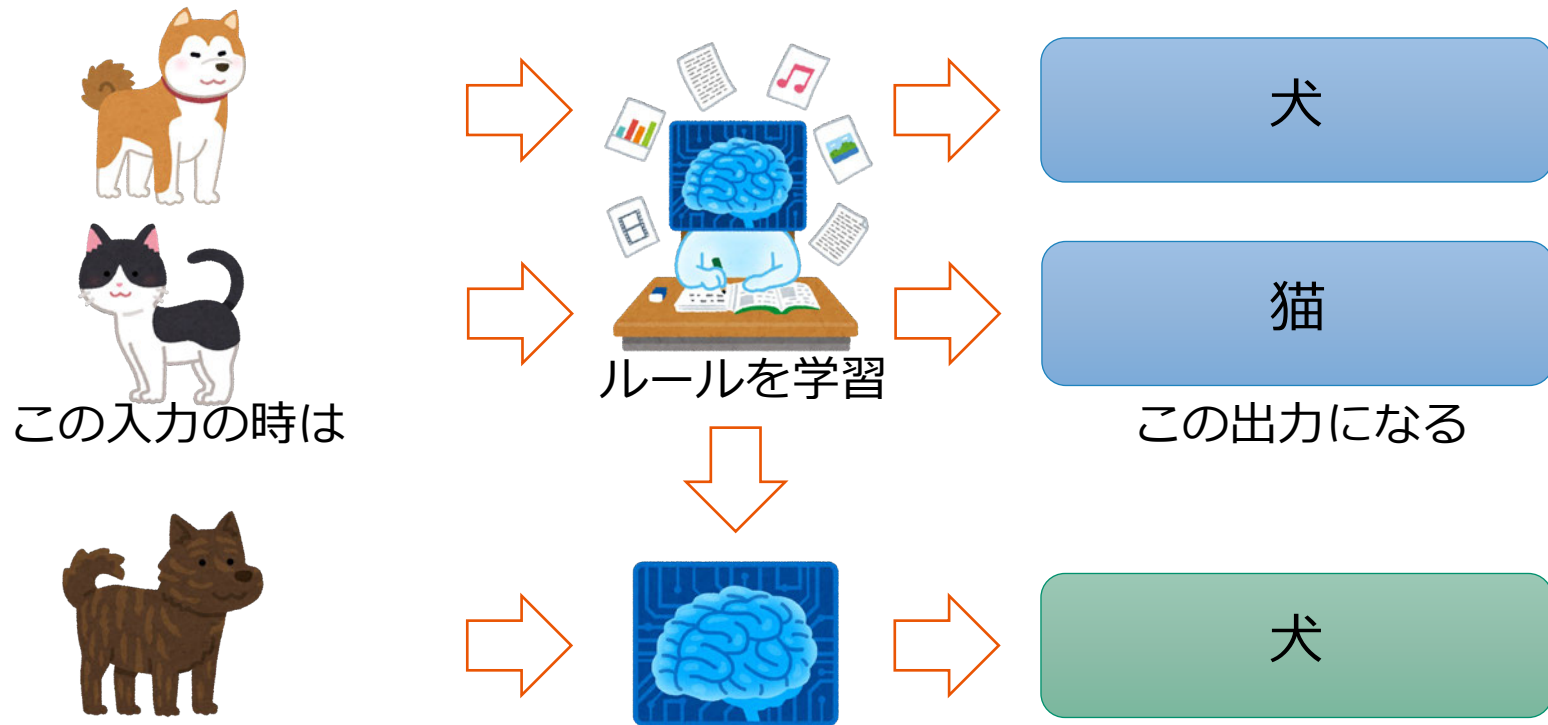 犬
猫
ルールを学習
この入力の時は
この出力になる
犬